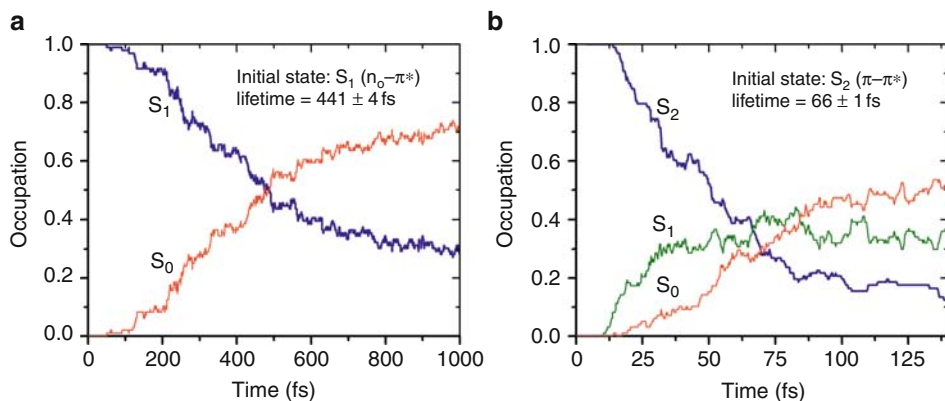 a
1.0
0.8
0.6
0.4
0.2
0.0
Occupation
Initial state: S₁ (nₒ–π*)
lifetime = 441 ± 4 fs
S₁
S₀
0 200 400 600 800 1000
Time (fs)
b
1.0
0.8
0.6
0.4
0.2
0.0
Occupation
Initial state: S₂ (π–π*)
lifetime = 66 ± 1 fs
S₂
S₁
S₀
0 25 50 75 100 125
Time (fs)